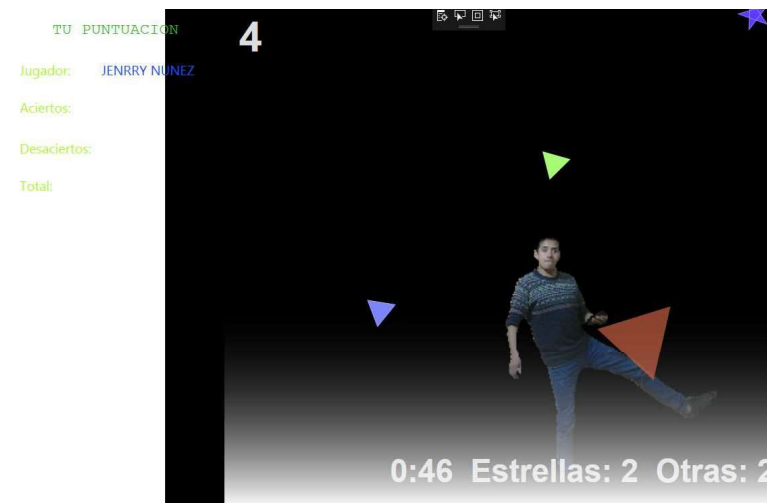 TU PUNTUACION
4
Jugador: JENRRY NUNEZ
Aciertos:
Desaciertos:
Total:
0:46 Estrellas: 2 Otras: 2